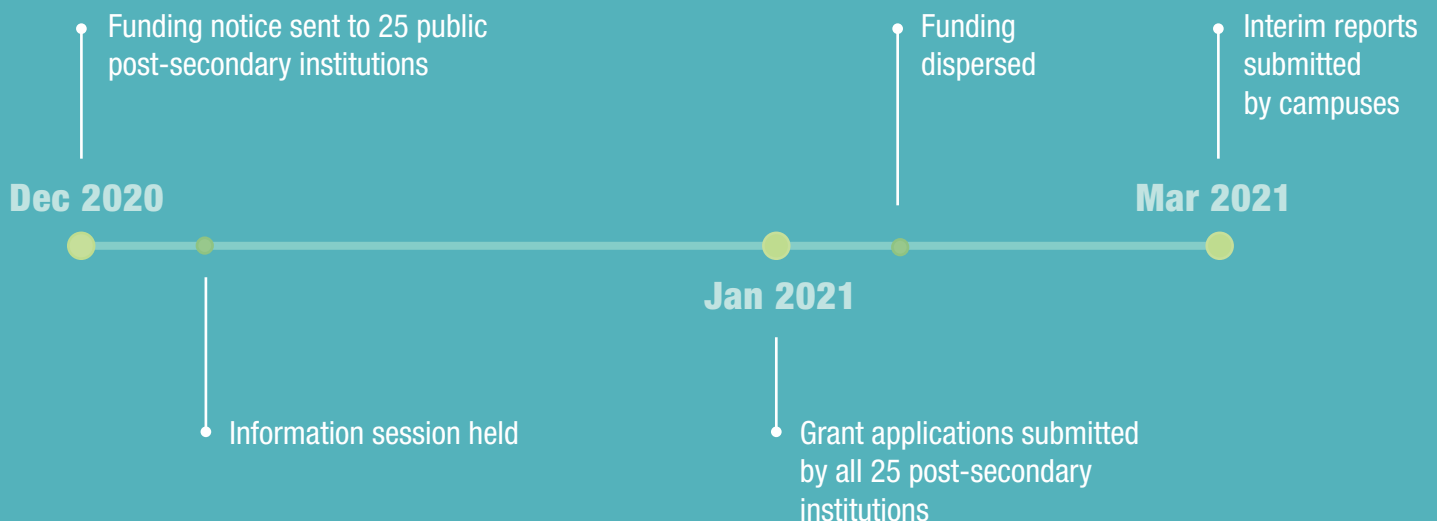 Funding notice sent to 25 public
post-secondary institutions
Funding
dispersed
Interim reports
submitted
by campuses
Dec 2020
Mar 2021
Jan 2021
Information session held
Grant applications submitted
by all 25 post-secondary
institutions